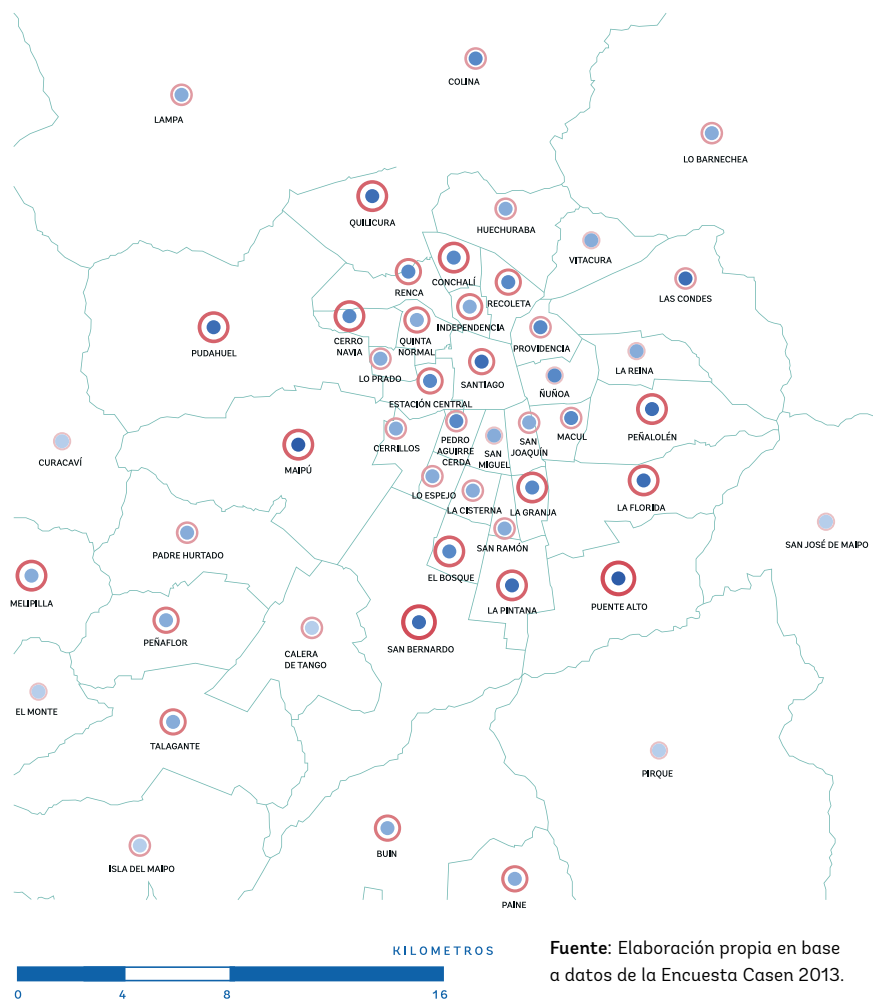 COLINA
LAMPA
LO BARNECHEA
QUILICURA
HUECHURABA
VITACURA
CONCHALÍ
RENCA
RECOLETA
LAS CONDES
INDEPENDENCIA
CERRO
NAVIA
QUINTA
NORMAL
PROVIDENCIA
PUDAHUEL
LO PRADO
LA REINA
SANTIAGO
ÑUÑOA
ESTACIÓN CENTRAL
PEÑALOLÉN
MACUL
PEDRO
AGUIRRE
CERDA
SAN
MIGUEL
SAN
JOAQUÍN
CERRILLOS
CURACAVÍ
MAIPÚ
LO ESPEJO
LA CISTERNA
LA GRANJA
LA FLORIDA
SAN JOSÉ DE MAIPO
SAN RAMÓN
PADRE HURTADO
EL BOSQUE
MELIPILLA
LA PINTANA
PUENTE ALTO
PEÑAFLOR
CALERA
DE TANGO
SAN BERNARDO
EL MONTE
TALAGANTE
PIRQUE
BUIN
ISLA DEL MAIPO
PAINE
KILOMETROS
0 4 8 16
Fuente: Elaboración propia en base
a datos de la Encuesta Casen 2013.